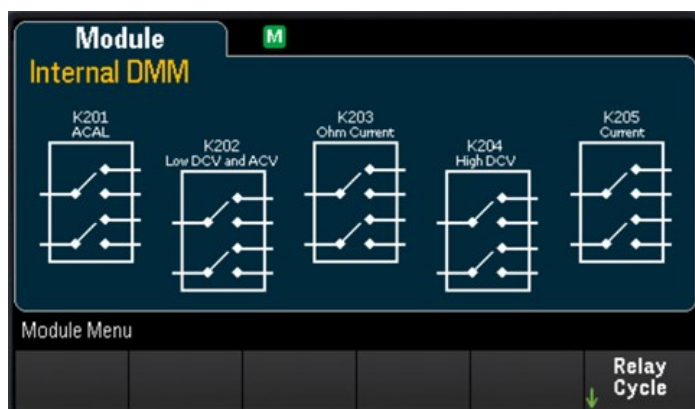 Module
M
Internal DMM
K201
ACAL
K202
Low DCV and ACV
K203
Ohm Current
K204
High DCV
K205
Current
Module Menu
Relay
Cycle